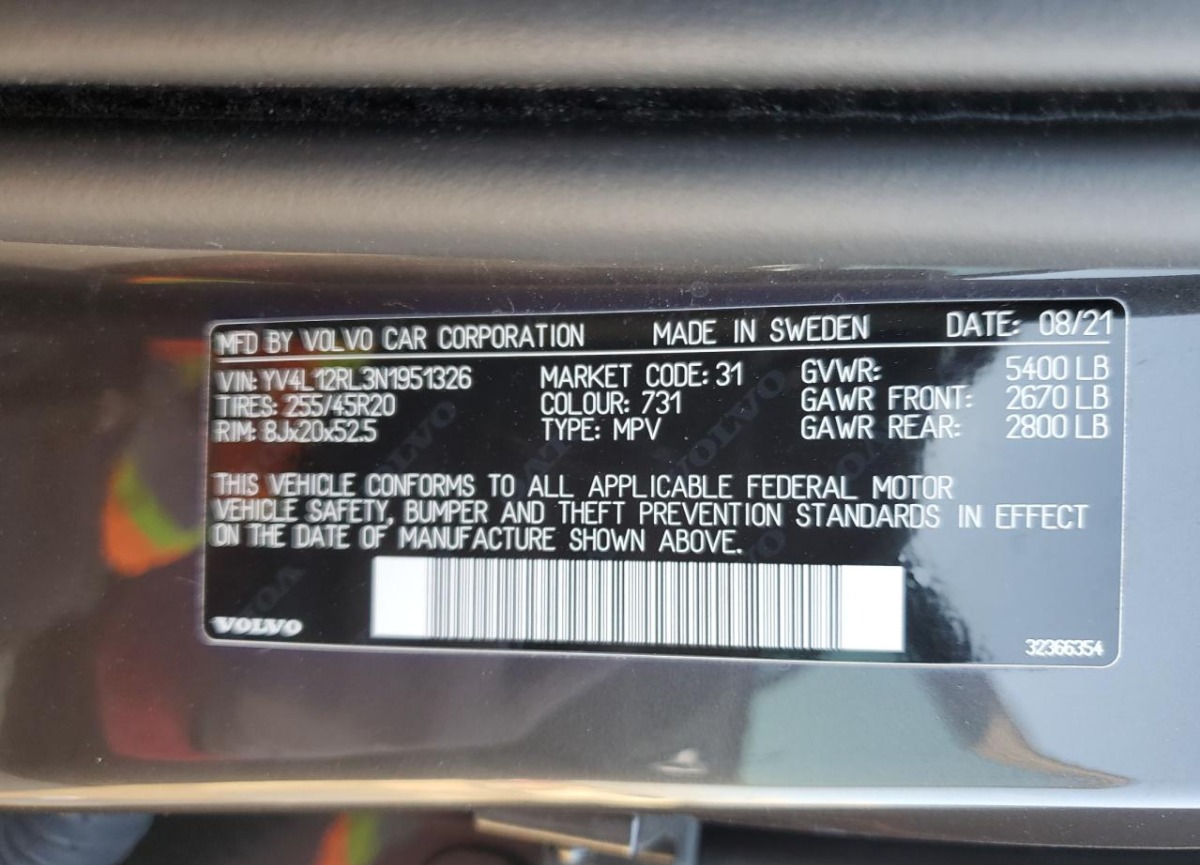 MFD BY VOLVO CAR CORPORATION MADE IN SWEDEN DATE: 08/21
VIN: YV4L12RL3N1951326 MARKET CODE: 31 GVWR: 5400 LB
TIRES: 255/45R20 COLOUR: 731 GAWR FRONT: 2670 LB
RIM: 8Jx20x52.5 TYPE: MPV GAWR REAR: 2800 LB
THIS VEHICLE CONFORMS TO ALL APPLICABLE FEDERAL MOTOR
VEHICLE SAFETY, BUMPER AND THEFT PREVENTION STANDARDS IN EFFECT
ON THE DATE OF MANUFACTURE SHOWN ABOVE.
VOLVO 32366354